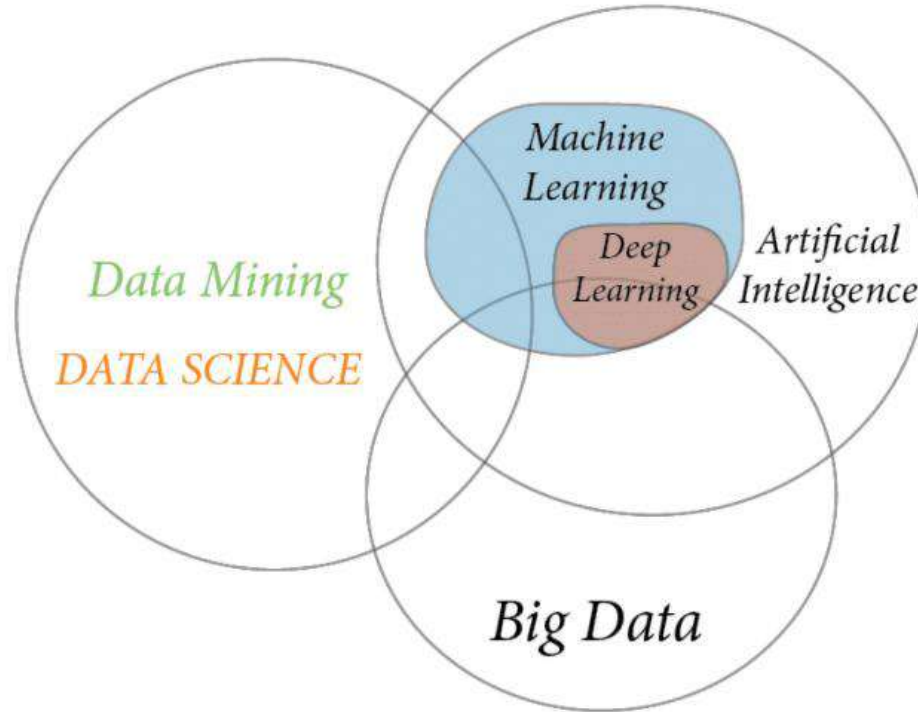 Machine
Learning
Deep
Learning
Artificial
Intelligence
Data Mining
DATA SCIENCE
Big Data